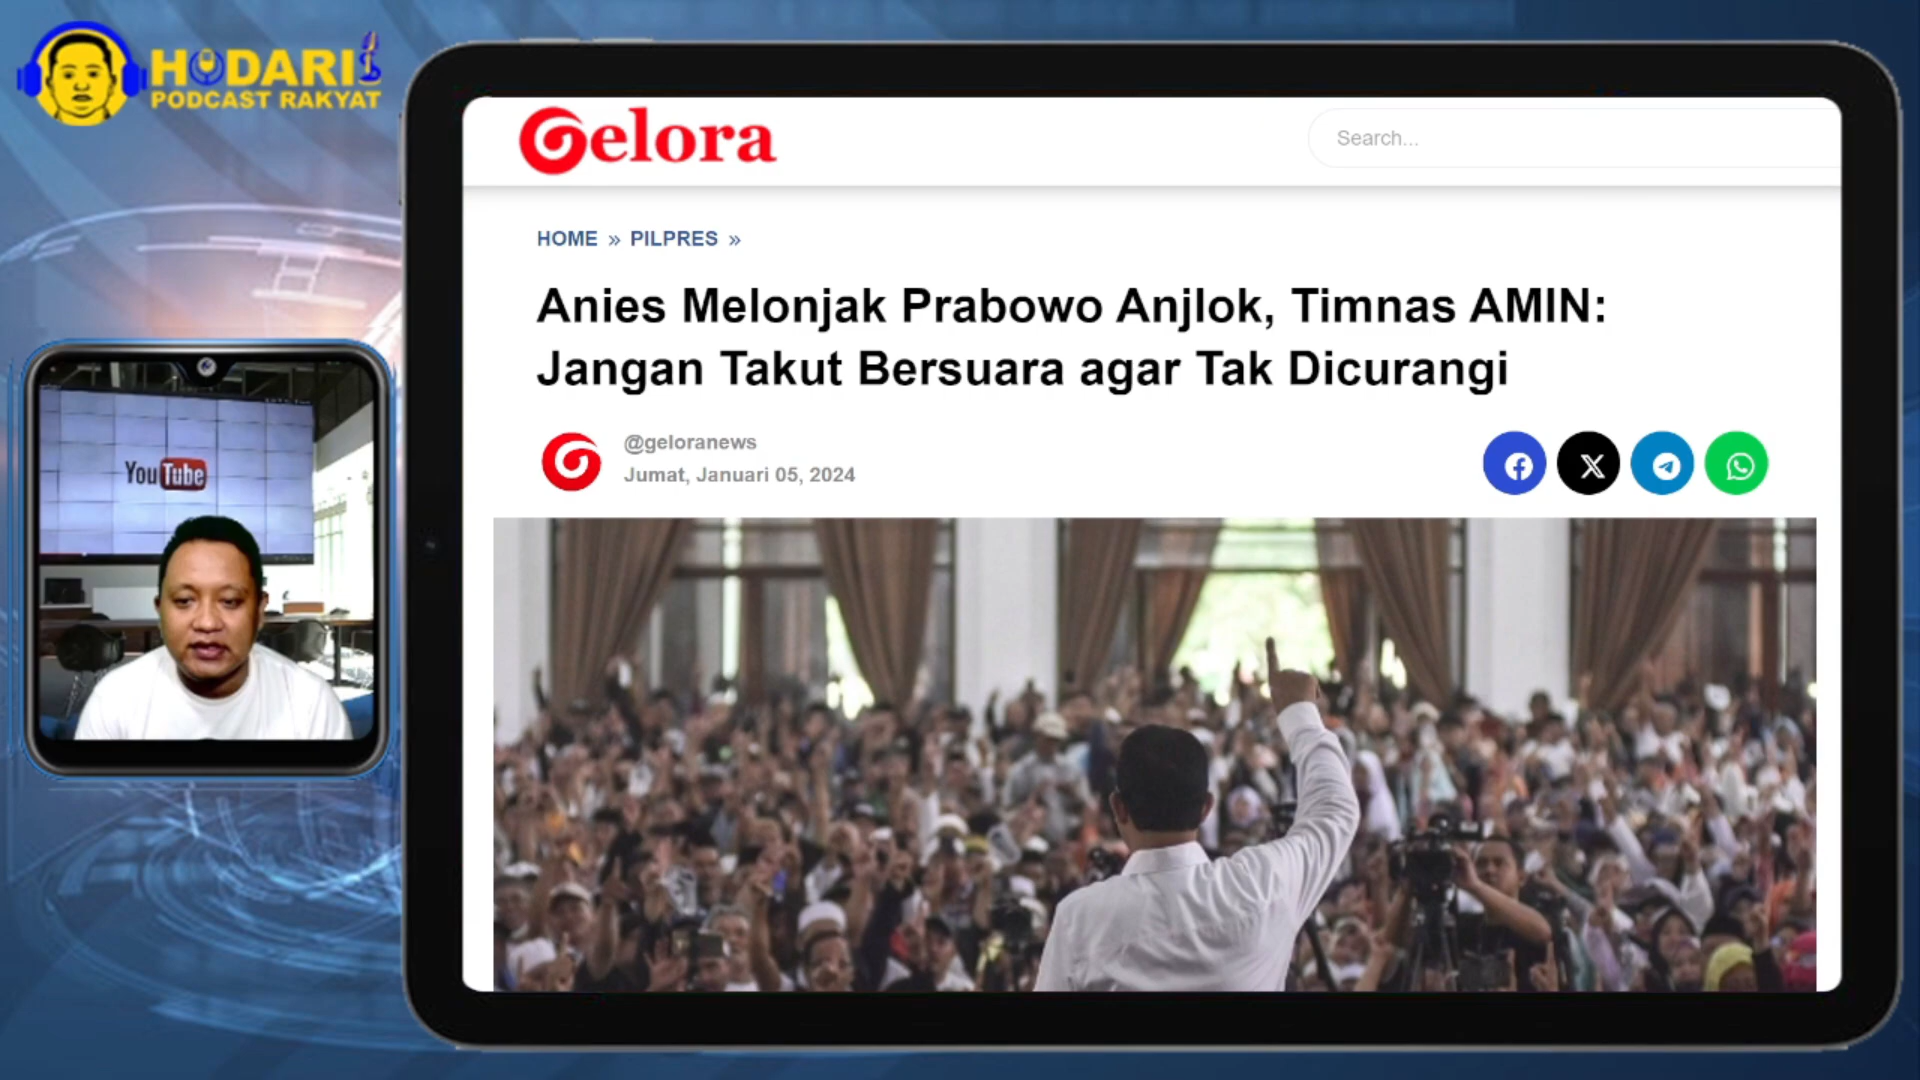 HODARI
PODCAST RAKYAT
Gelora
Search...
HOME » PILPRES »
Anies Melonjak Prabowo Anjlok, Timnas AMIN:
Jangan Takut Bersuara agar Tak Dicurangi
@geloranews
Jumat, Januari 05, 2024
YouTube